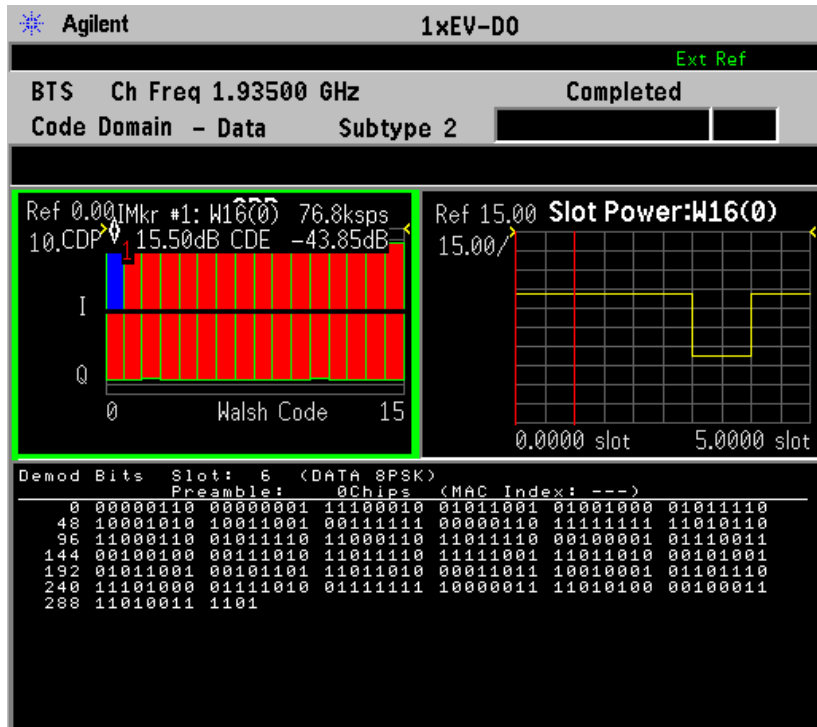 Agilent 1xEV-DO
Ext Ref
BTS Ch Freq 1.93500 GHz Completed
Code Domain - Data Subtype 2
Ref 0.00 IMkr #1: W16(0) 76.8ksps
10. CDP 15.50dB CDE -43.85dB
1
I
Q
0 Walsh Code 15
Ref 15.00 Slot Power:W16(0)
15.00/
0.0000 slot 5.0000 slot
Demod Bits Slot: 6 (DATA 8PSK)
Preamble: 0Chips (MAC Index: ---)
0 00000110 00000001 11100010 01011001 01001000 01011110
48 10001010 10011001 00111111 00000110 11111111 11010110
96 11000110 01011110 11000110 11011110 00100001 01110011
144 00100100 00111010 11011110 11111001 11011010 00101001
192 01011001 00101101 11011010 00011011 10010001 01101110
240 11101000 01111010 01111111 10000011 11010100 00100011
288 11010011 1101